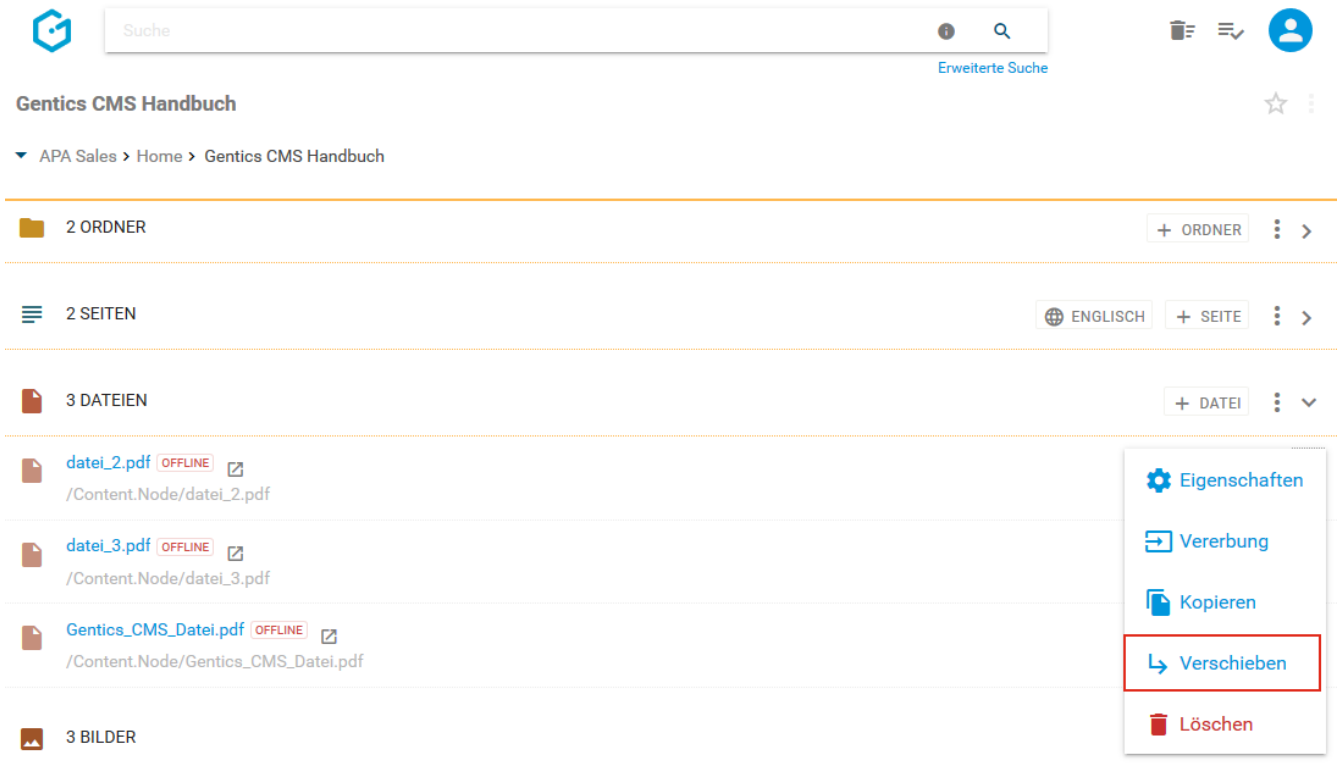 Suche
Erweiterte Suche
Gentics CMS Handbuch
APA Sales > Home > Gentics CMS Handbuch
2 ORDNER
+ ORDNER
2 SEITEN
ENGLISCH
+ SEITE
3 DATEIEN
+ DATEI
datei_2.pdf OFFLINE
/Content.Node/datei_2.pdf
datei_3.pdf OFFLINE
/Content.Node/datei_3.pdf
Gentics_CMS_Datei.pdf OFFLINE
/Content.Node/Gentics_CMS_Datei.pdf
3 BILDER
Eigenschaften
Vererbung
Kopieren
Verschieben
Löschen